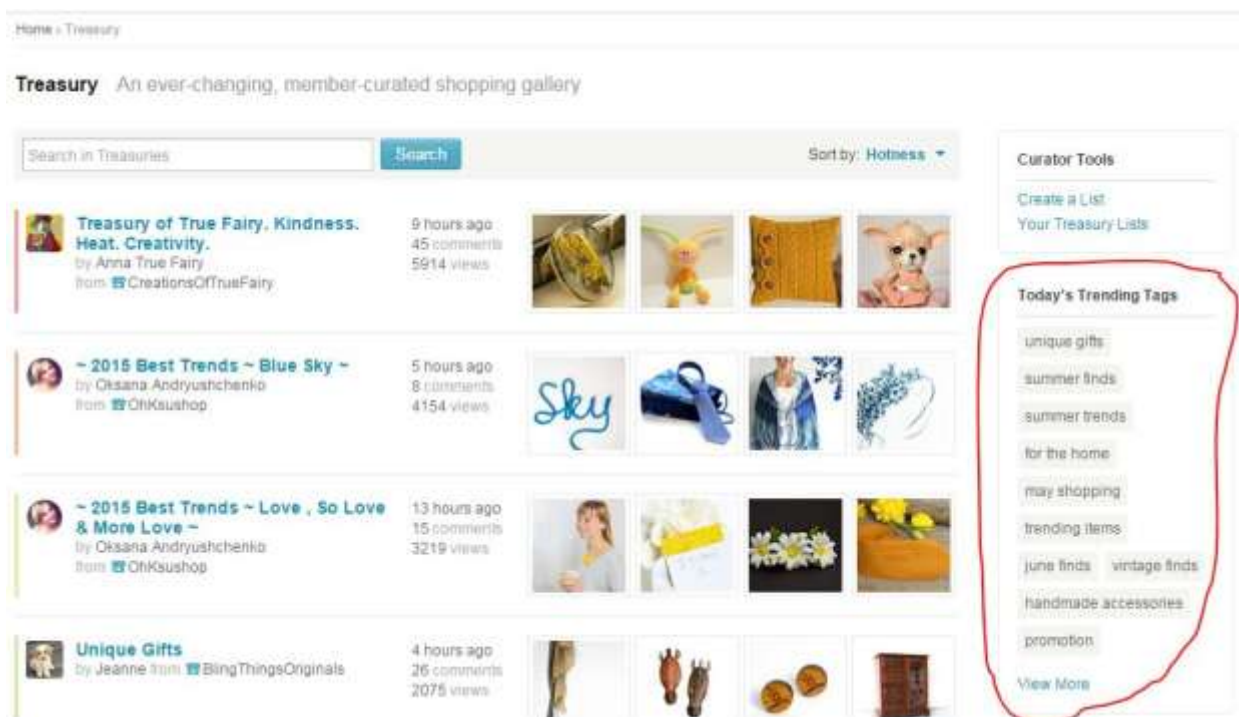 Home › Treasury
Treasury An ever-changing, member-curated shopping gallery
Search in Treasuries
Search
Sort by: Hotness
Treasury of True Fairy. Kindness.
Heat. Creativity.
by Anna True Fairy
from CreationsOfTrueFairy
9 hours ago
45 comments
5914 views
~ 2015 Best Trends ~ Blue Sky ~
by Oksana Andryushchenko
from OhKsushop
5 hours ago
8 comments
4154 views
Sky
~ 2015 Best Trends ~ Love , So Love
& More Love ~
by Oksana Andryushchenko
from OhKsushop
13 hours ago
15 comments
3219 views
Unique Gifts
by Jeanne from BlingThingsOriginals
4 hours ago
26 comments
2075 views
Curator Tools
Create a List
Your Treasury Lists
Today's Trending Tags
unique gifts
summer finds
summer trends
for the home
may shopping
trending items
june finds vintage finds
handmade accessories
promotion
View More